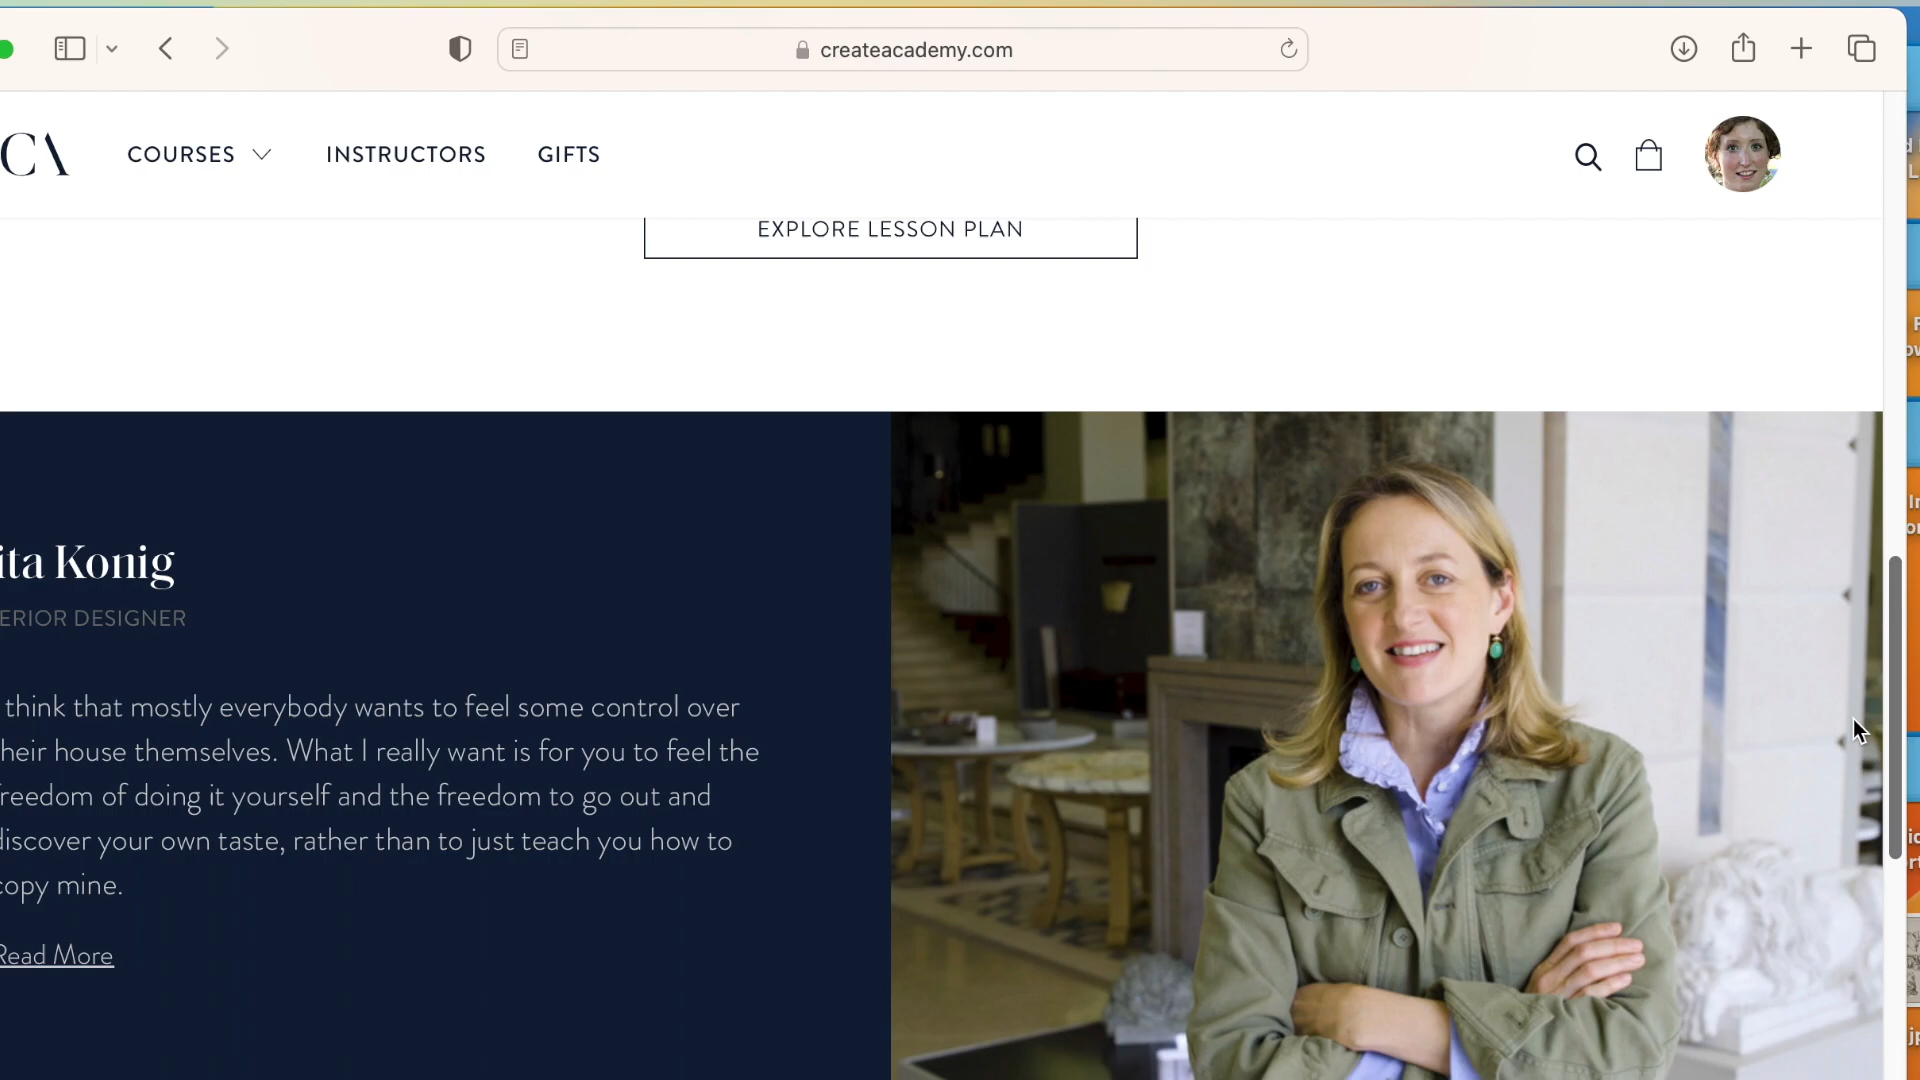 createacademy.com
CA
COURSES
INSTRUCTORS
GIFTS
EXPLORE LESSON PLAN
ita Konig
ERIOR DESIGNER
think that mostly everybody wants to feel some control over
heir house themselves. What I really want is for you to feel the
reedom of doing it yourself and the freedom to go out and
discover your own taste, rather than to just teach you how to
copy mine.
Read More